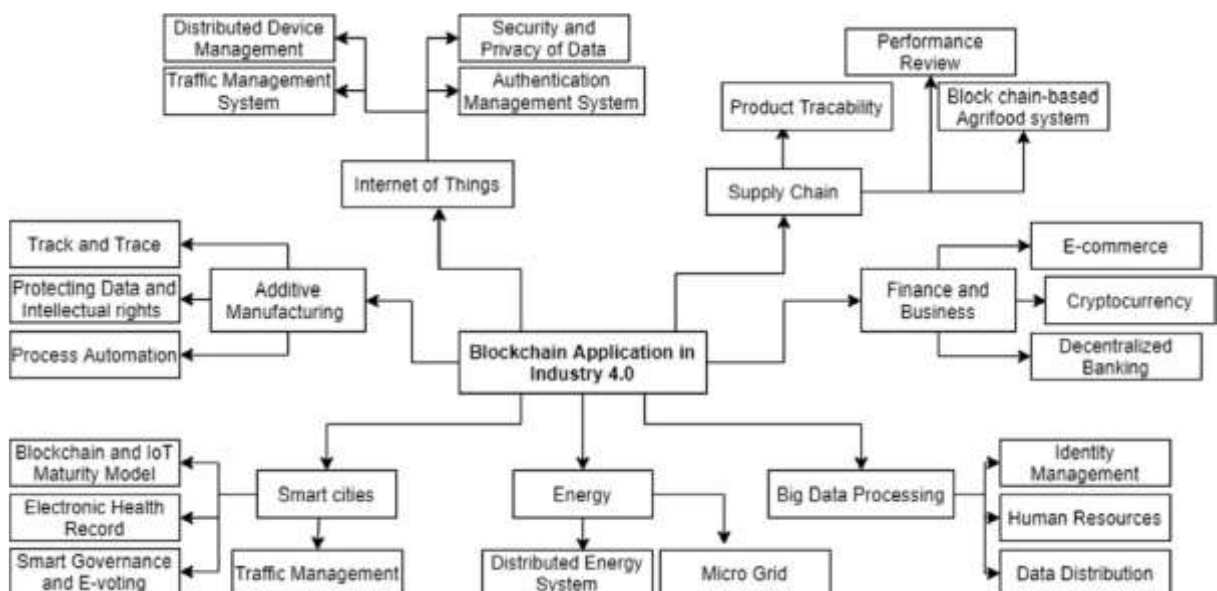 Distributed Device
Management
Security and
Privacy of Data
Traffic Management
System
Authentication
Management System
Internet of Things
Performance
Review
Product Tracability
Block chain-based
Agrifood system
Supply Chain
Track and Trace
Protecting Data and
Intellectual rights
Process Automation
Additive
Manufacturing
Finance and
Business
E-commerce
Cryptocurrency
Decentralized
Banking
Blockchain Application in
Industry 4.0
Blockchain and IoT
Maturity Model
Electronic Health
Record
Smart Governance
and E-voting
Smart cities
Traffic Management
Energy
Distributed Energy
System
Micro Grid
Big Data Processing
Identity
Management
Human Resources
Data Distribution